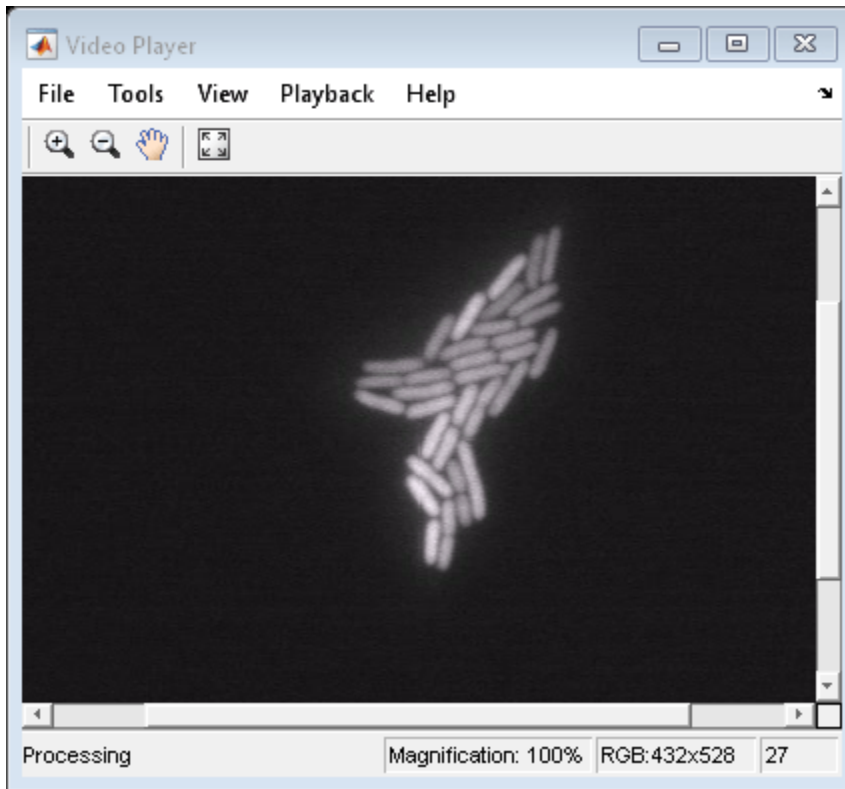 Video Player
File Tools View Playback Help
Processing Magnification: 100% RGB:432x528 27